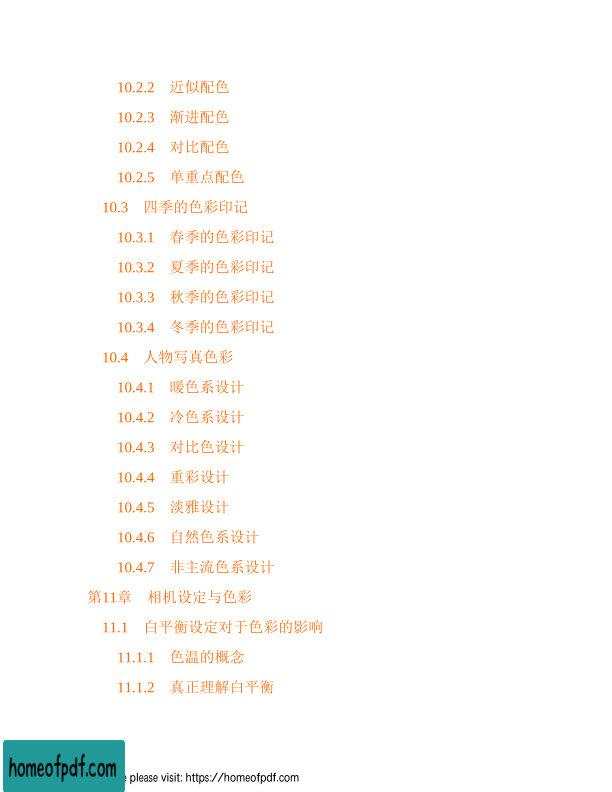 10.2.2 近似配色
10.2.3 渐进配色
10.2.4 对比配色
10.2.5 单重点配色
10.3 四季的色彩印记
10.3.1 春季的色彩印记
10.3.2 夏季的色彩印记
10.3.3 秋季的色彩印记
10.3.4 冬季的色彩印记
10.4 人物写真色彩
10.4.1 暖色系设计
10.4.2 冷色系设计
10.4.3 对比色设计
10.4.4 重彩设计
10.4.5 淡雅设计
10.4.6 自然色系设计
10.4.7 非主流色系设计
第11章 相机设定与色彩
11.1 白平衡设定对于色彩的影响
11.1.1 色温的概念
11.1.2 真正理解白平衡
homeofpdf.com
please visit: https://homeofpdf.com